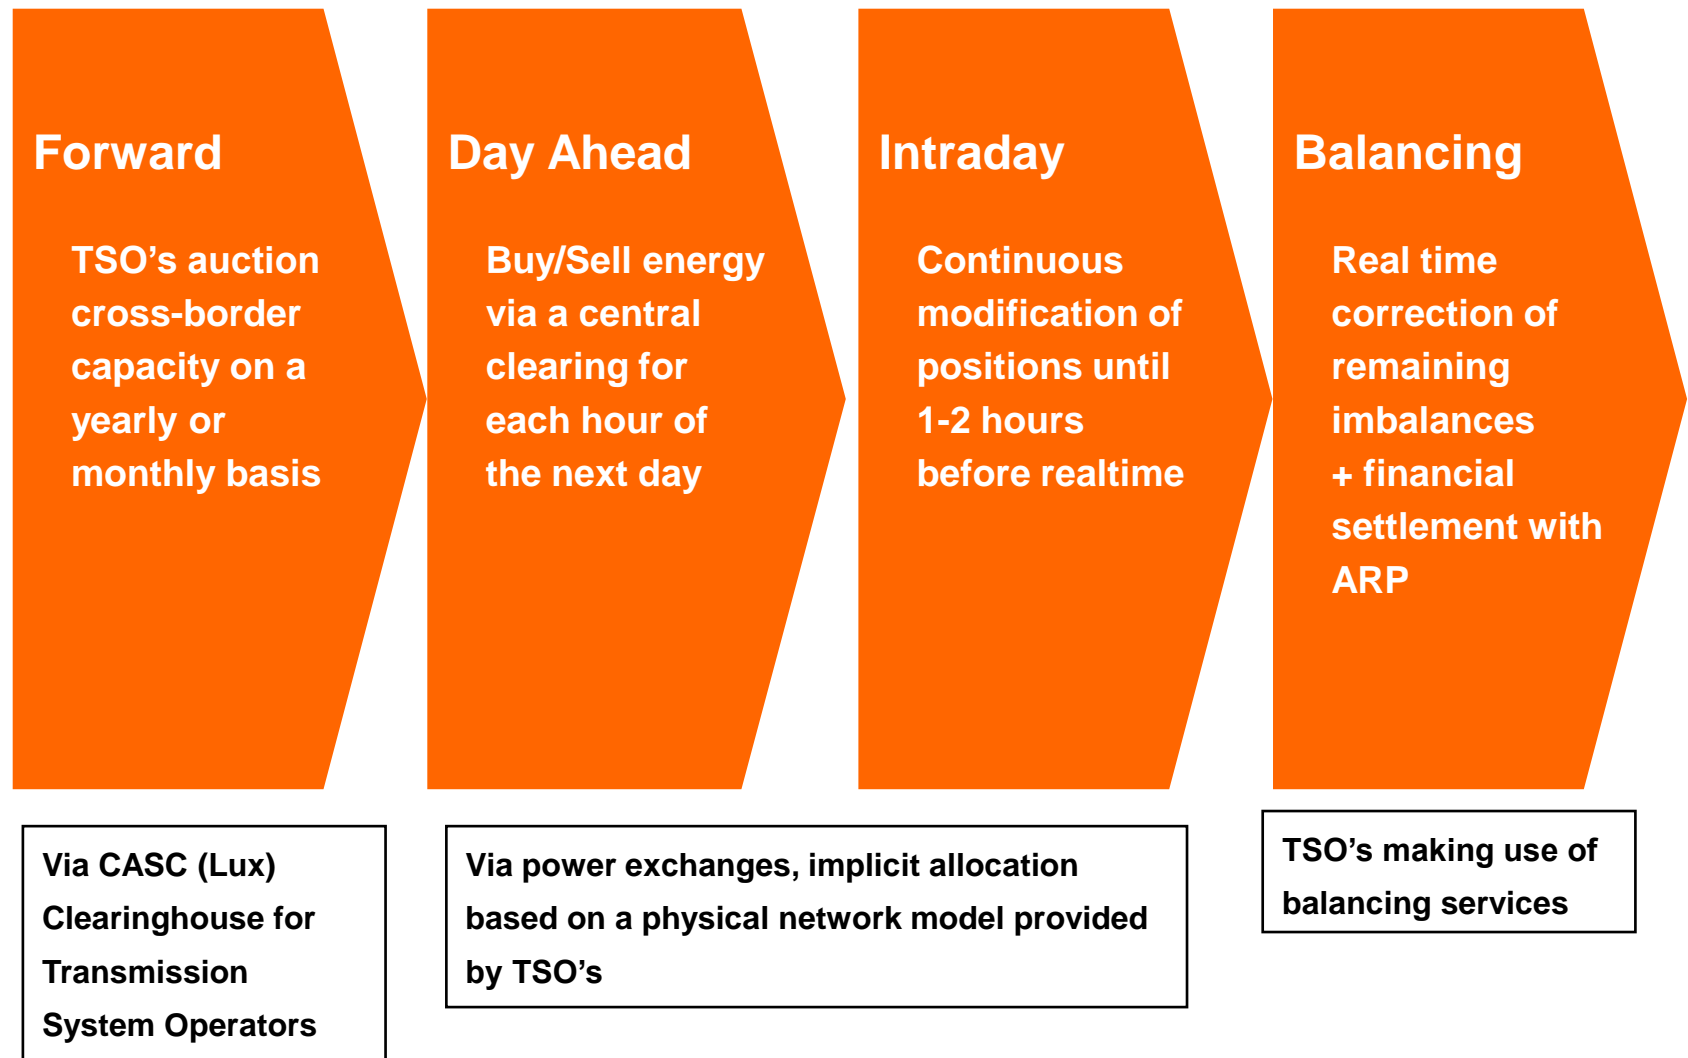 Forward
TSO’s auction
cross-border
capacity on a
yearly or
monthly basis
Day Ahead
Buy/Sell energy
via a central
clearing for
each hour of
the next day
Intraday
Continuous
modification of
positions until
1-2 hours
before realtime
Balancing
Real time
correction of
remaining
imbalances
+ financial
settlement with
ARP
Via CASC (Lux)
Clearinghouse for
Transmission
System Operators
Via power exchanges, implicit allocation
based on a physical network model provided
by TSO’s
TSO’s making use of
balancing services